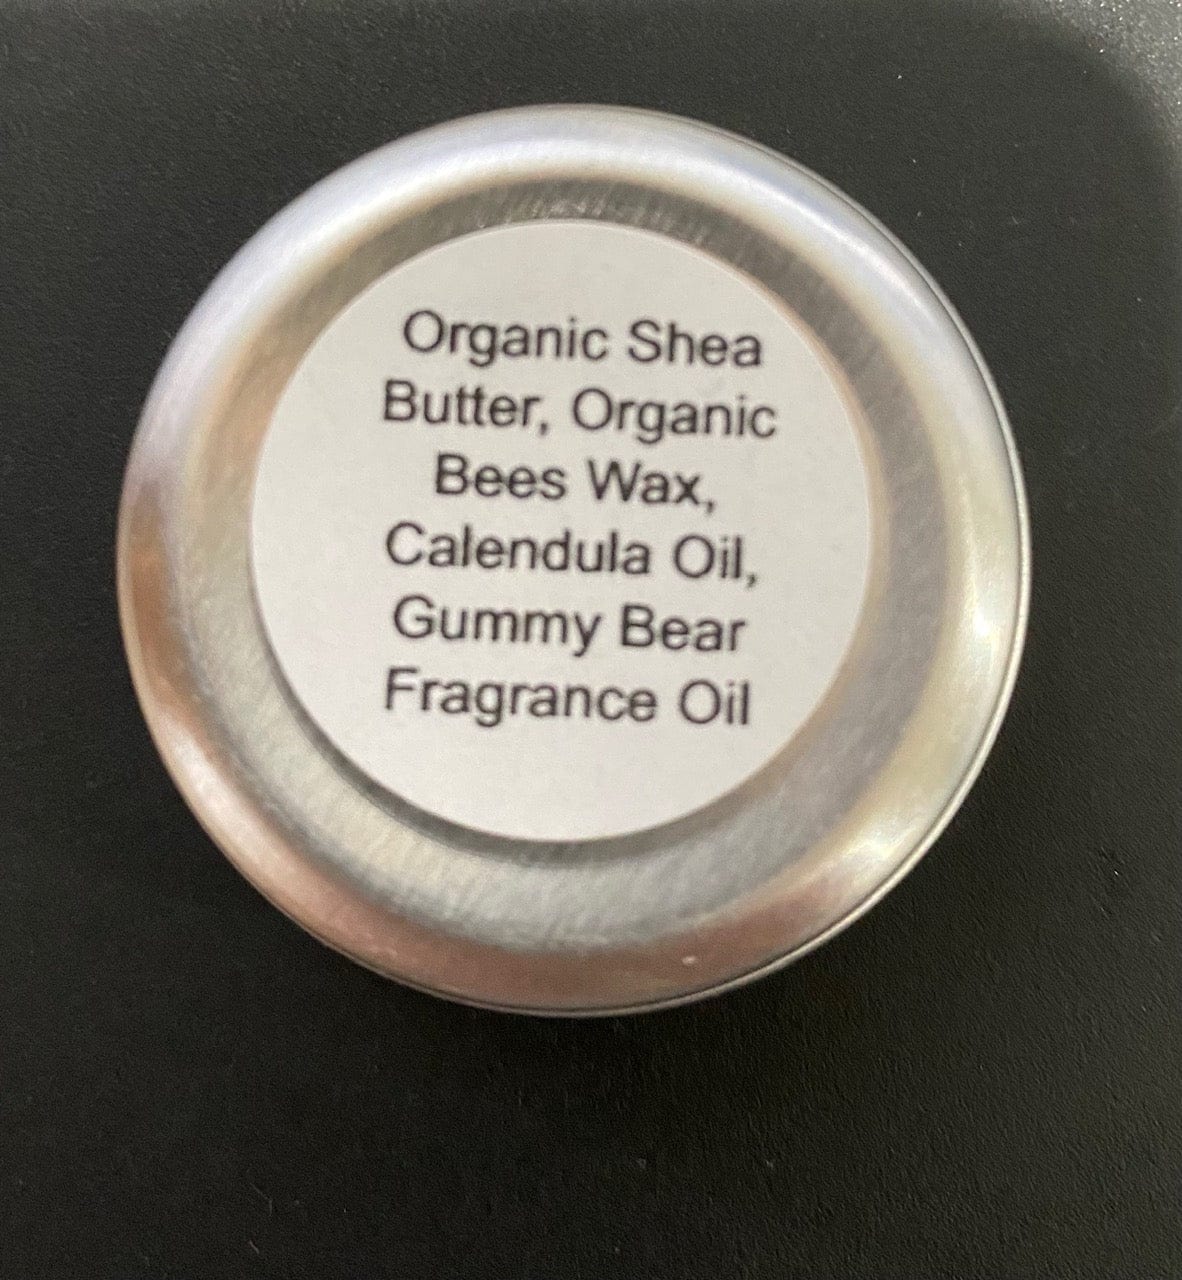 Organic Shea
Butter, Organic
Bees Wax,
Calendula Oil,
Gummy Bear
Fragrance Oil